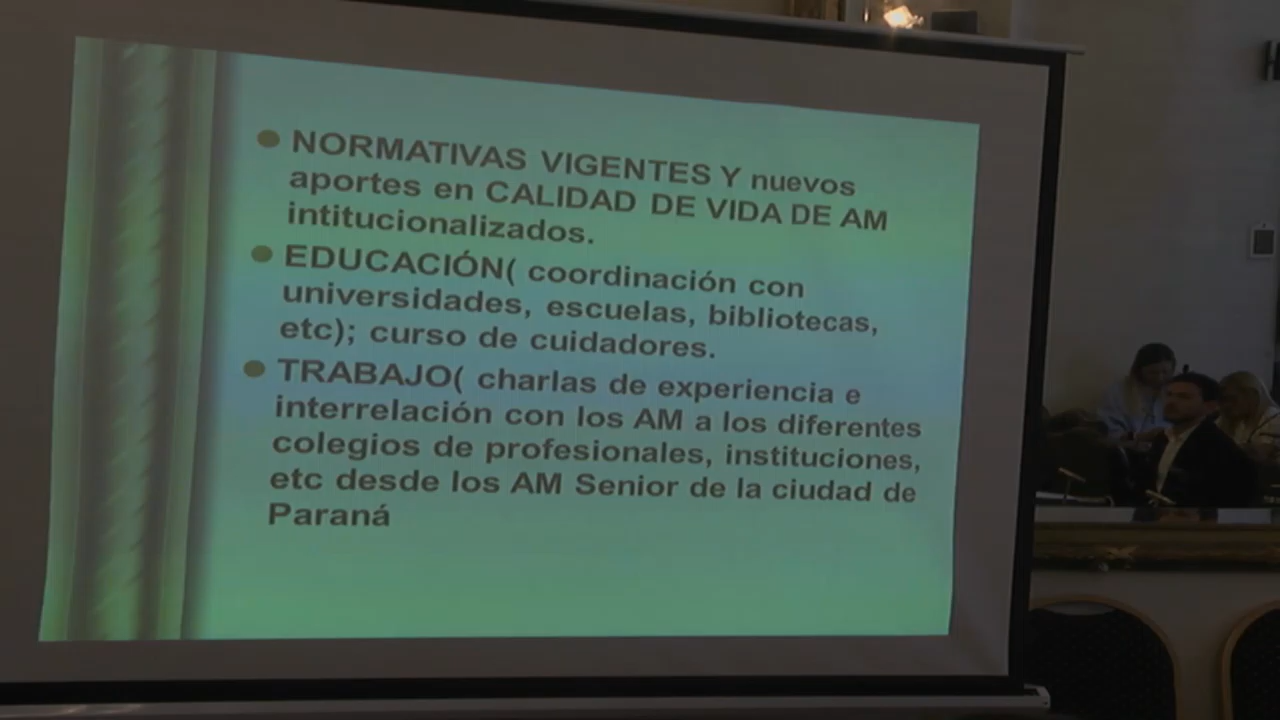 NORMATIVAS VIGENTES Y nuevos
aportes en CALIDAD DE VIDA DE AM
intitucionalizados.
EDUCACIÓN( coordinación con
universidades, escuelas, bibliotecas,
etc); curso de cuidadores.
TRABAJO( charlas de experiencia e
interrelación con los AM a los diferentes
colegios de profesionales, instituciones,
etc desde los AM Senior de la ciudad de
Paraná